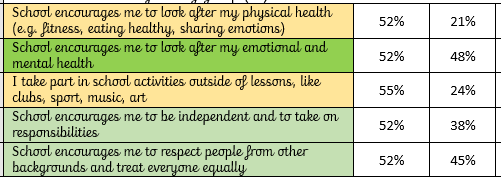 School encourages me to look after my physical health
(e.g. fitness, eating healthy, sharing emotions)
52% 21%
School encourages me to look after my emotional and
mental health
52% 48%
I take part in school activities outside of lessons, like
clubs, sport, music, art
55% 24%
School encourages me to be independent and to take on
responsibilities
52% 38%
School encourages me to respect people from other
backgrounds and treat everyone equally
52% 45%